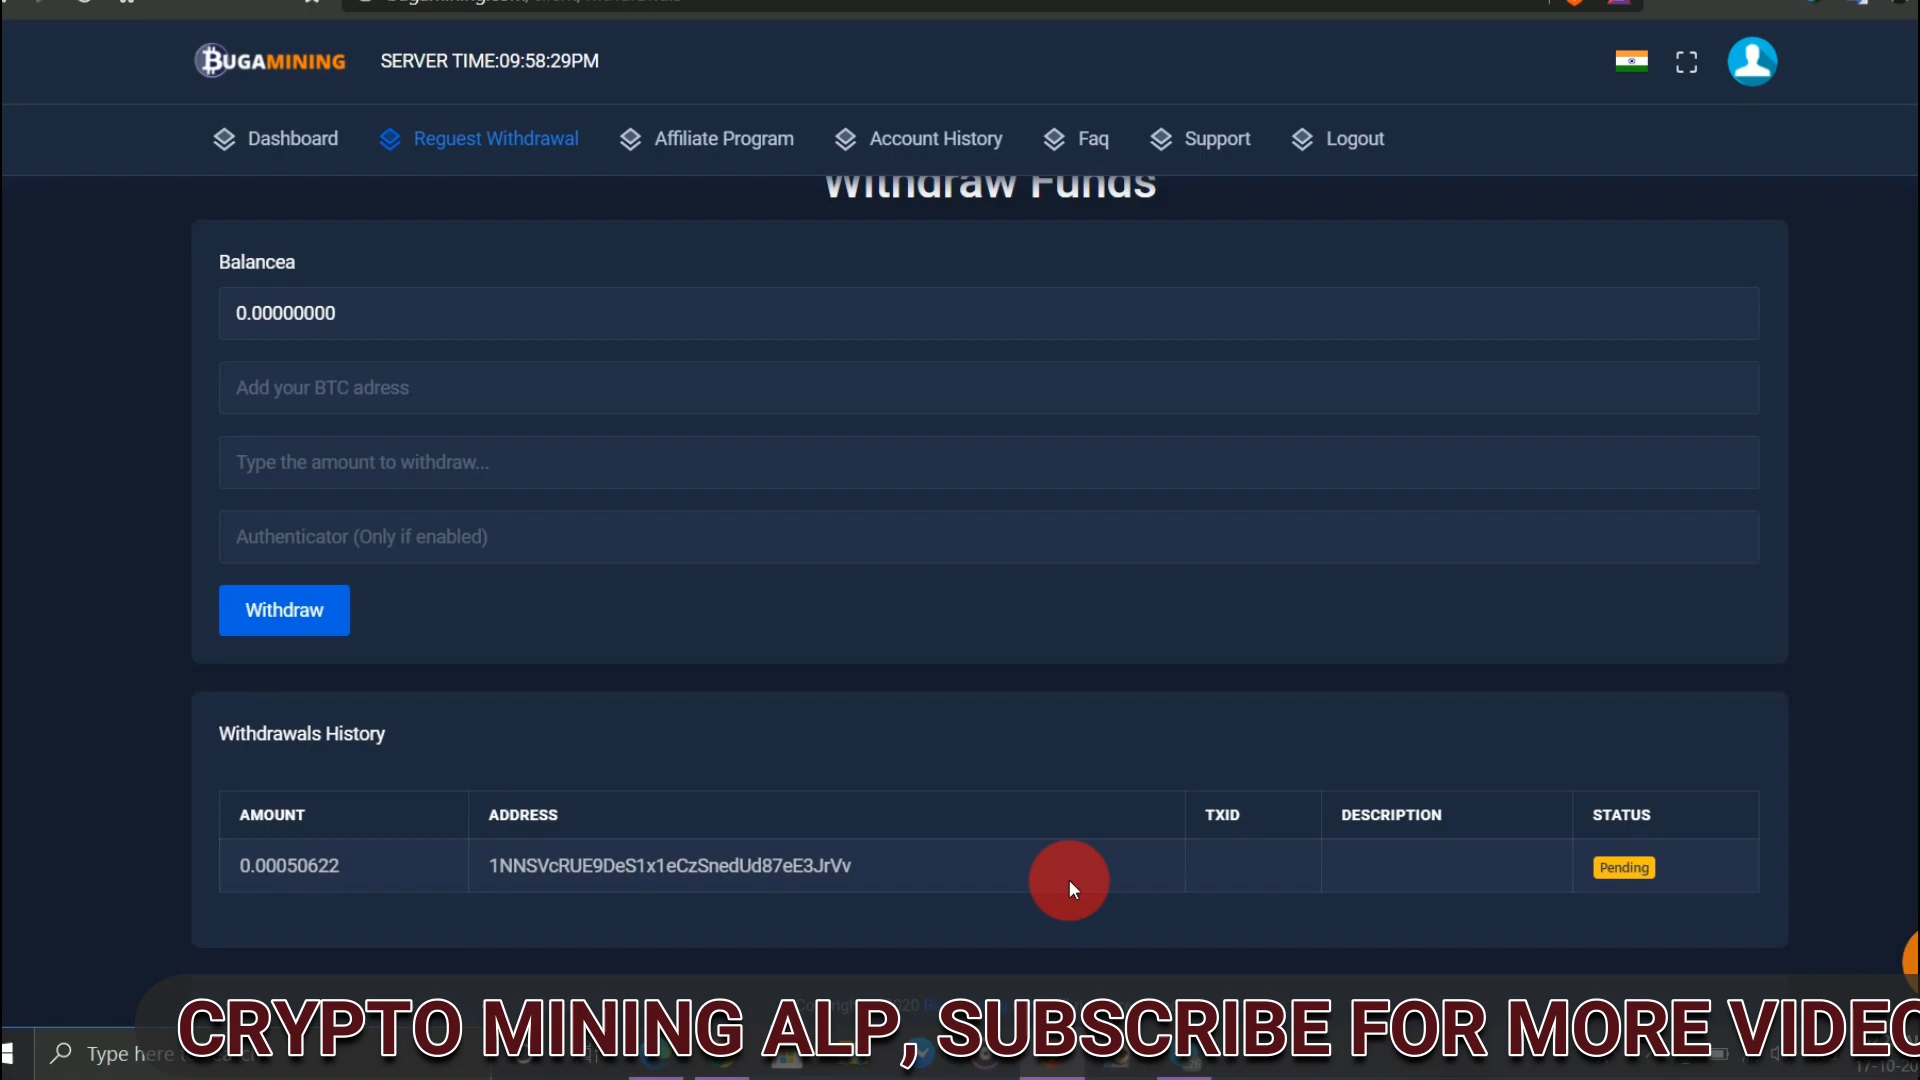 BUGAMINING
SERVER TIME:09:58:29PM
Dashboard
Reguest Withdrawal
Affiliate Program
Account History
Faq
Support
Logout
Withdraw Funds
Balancea
0.00000000
Add your BTC adress
Type the amount to withdraw...
Authenticator (Only if enabled)
Withdraw
Withdrawals History
AMOUNT ADDRESS TXID DESCRIPTION STATUS
0.00050622 1NNSVcRUE9DeS1x1eCzSnedUd87eE3JrVv Pending
CRYPTO MINING ALP, SUBSCRIBE FOR MORE VIDEO
Type here